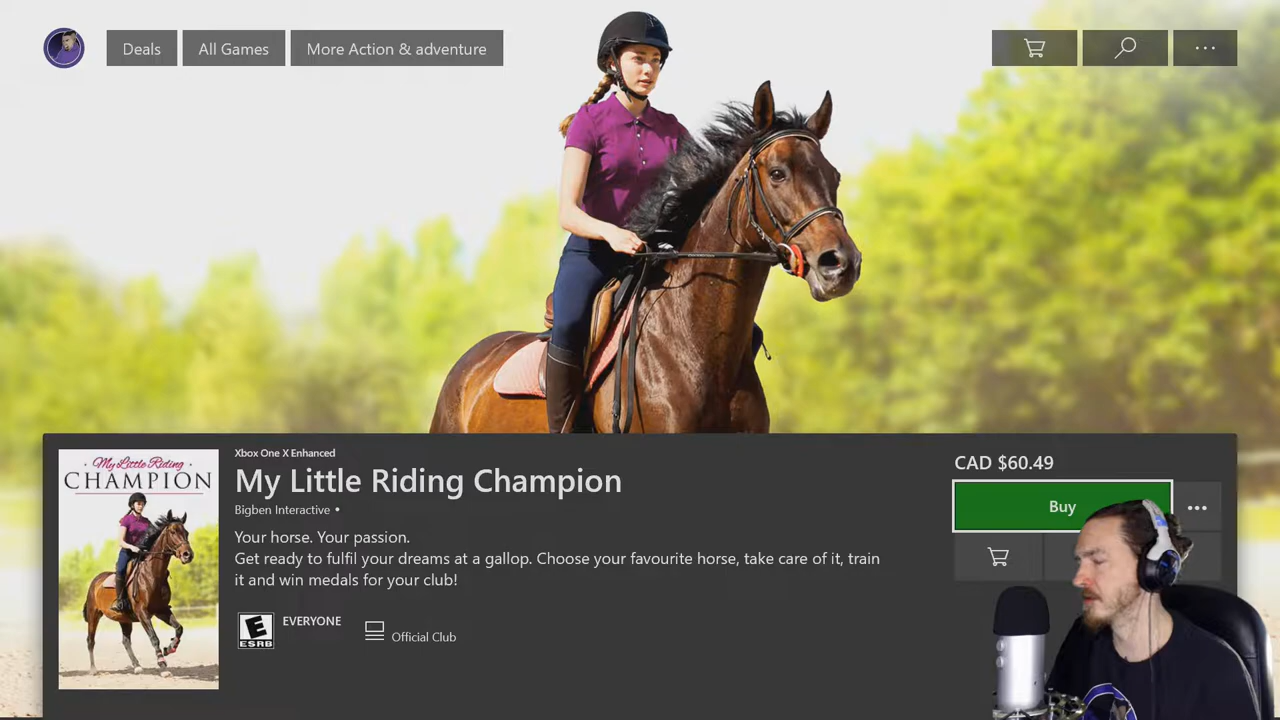 Deals
All Games
More Action & adventure
My Little Riding
CHAMPION
Xbox One X Enhanced
My Little Riding Champion
Bigben Interactive •
Your horse. Your passion.
Get ready to fulfil your dreams at a gallop. Choose your favourite horse, take care of it, train
it and win medals for your club!
E
ESRB
EVERYONE
Official Club
CAD $60.49
Buy